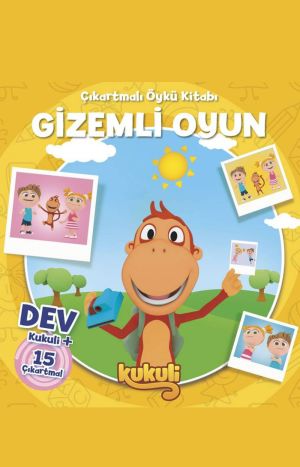 Çıkartmalı Öykü Kitabı
GİZEMLİ OYUN
DEV
Kukuli +
15
Çıkartma!
kukuli